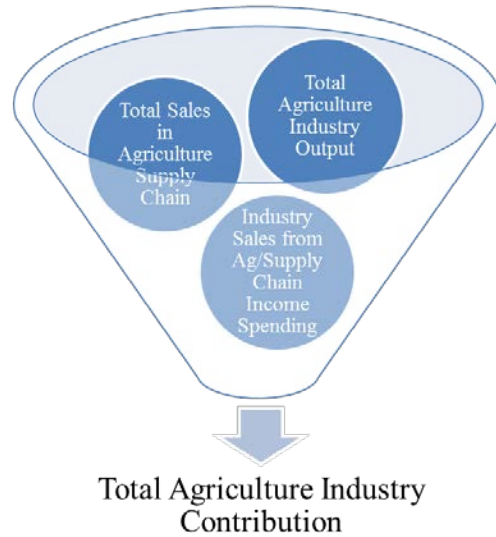 Total Sales
in
Agriculture
Supply
Chain
Total
Agriculture
Industry
Output
Industry
Sales from
Ag/Supply
Chain
Income
Spending
Total Agriculture Industry
Contribution